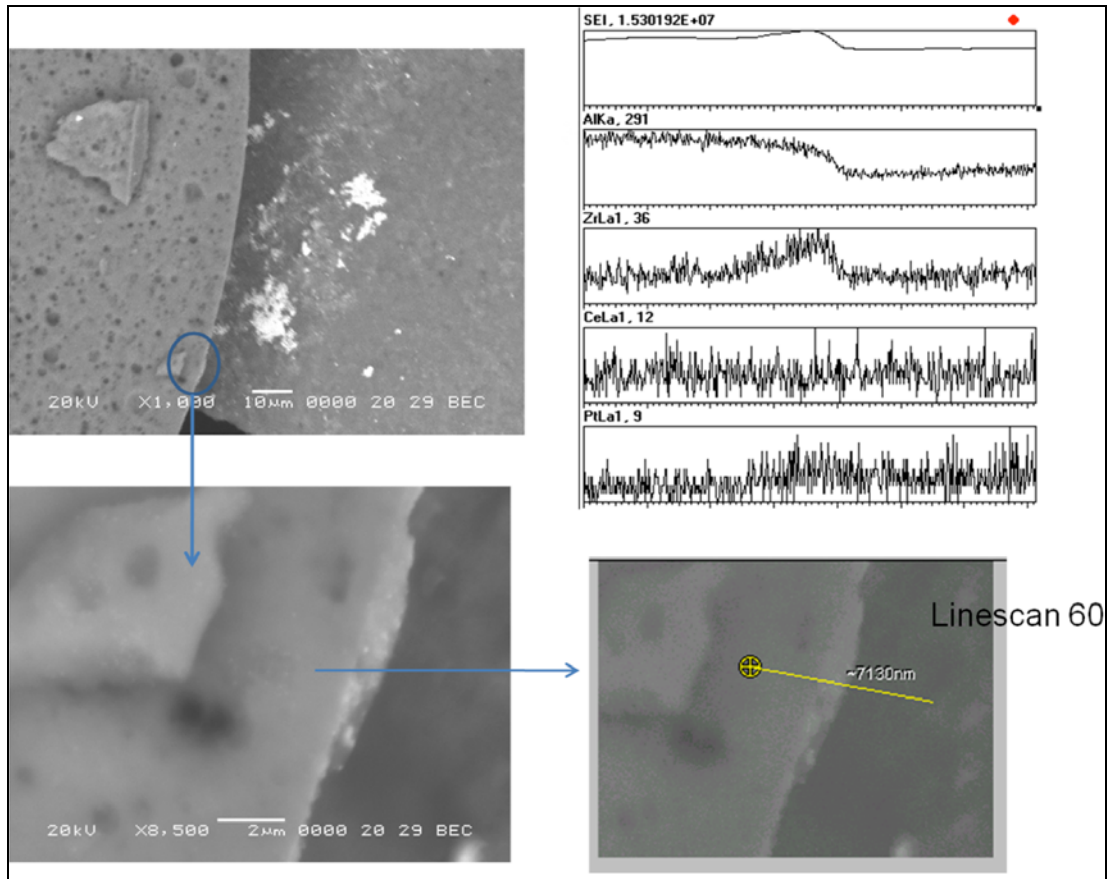 SEI, 1.530192E+07
AlKa, 291
ZrLa1, 36
CeLa1, 12
PtLa1, 9
20kV X1,000 10µm 0000 20 29 BEC
Linescan 60
~7130nm
20kV X8,500 2µm 0000 20 29 BEC